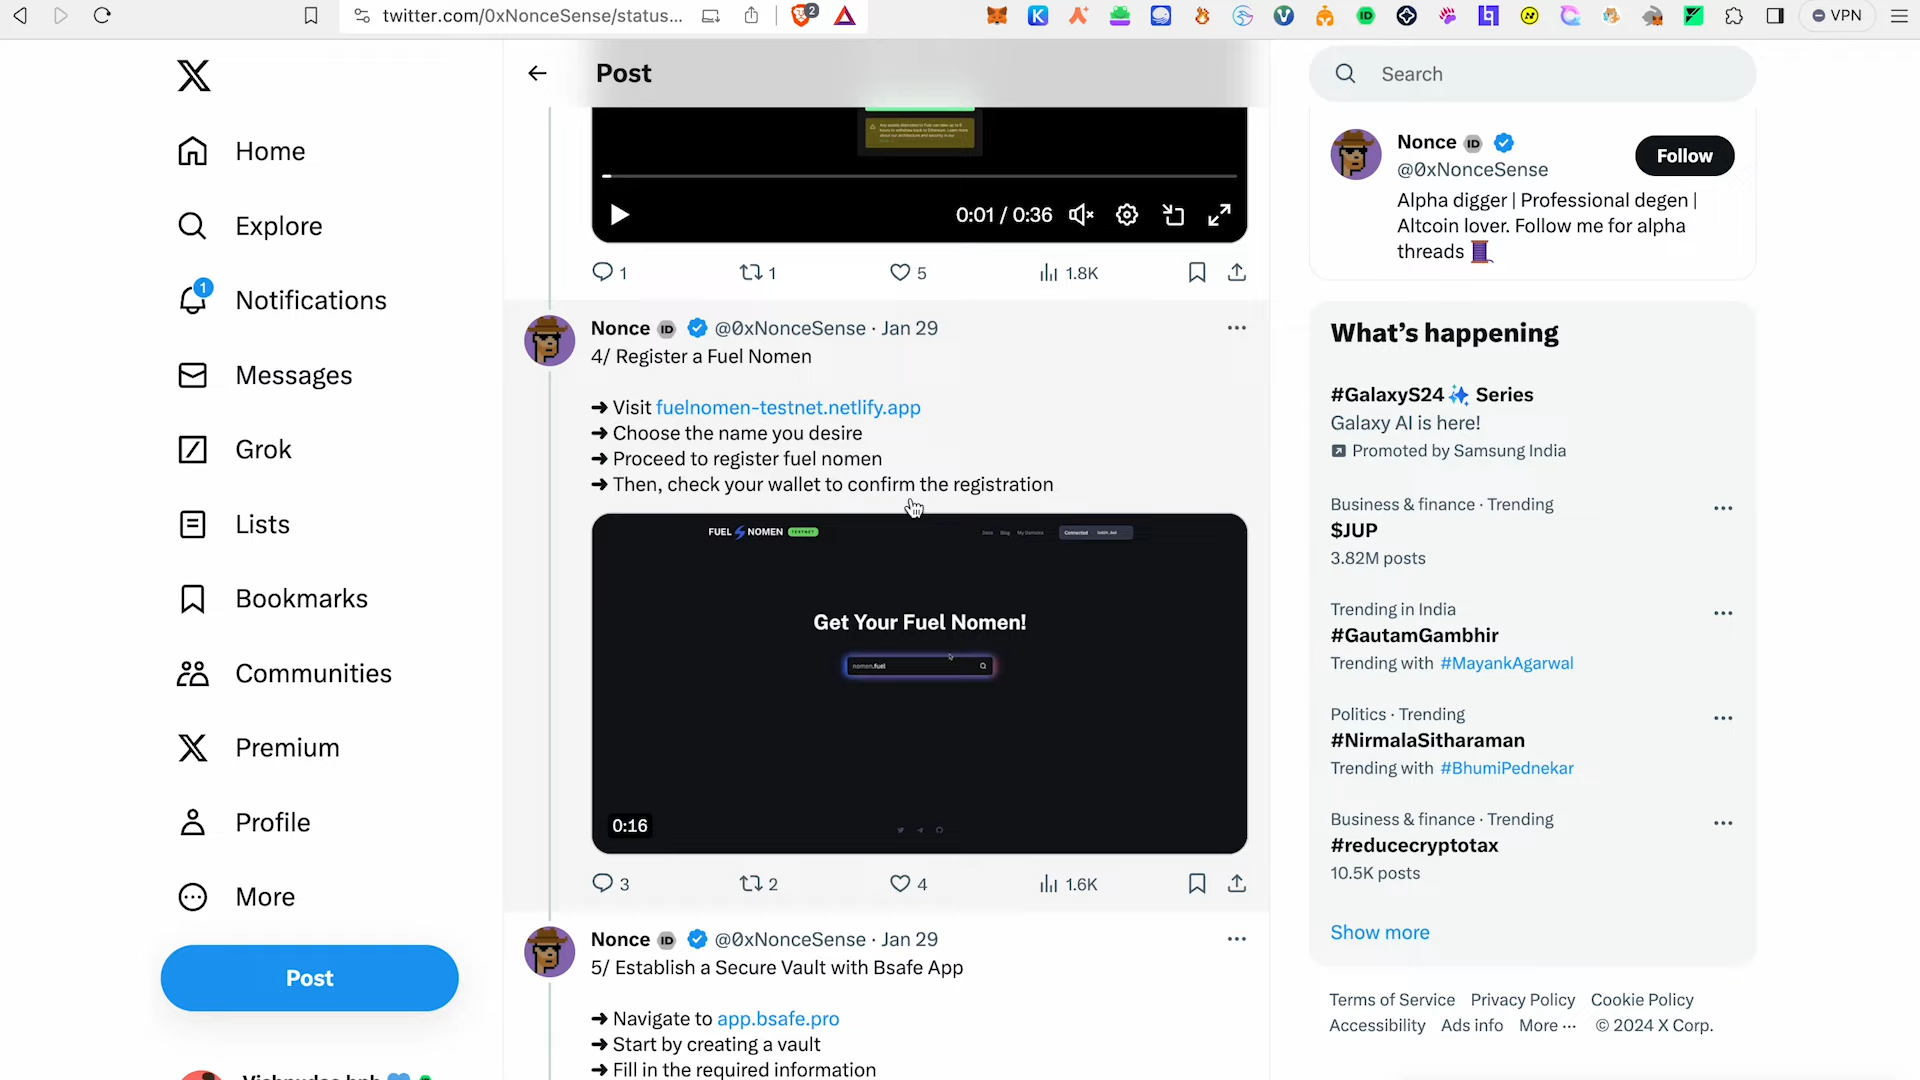 twitter.com/0xNonceSense/status...
2
VPN
Post
Search
Home
Explore
1
Notifications
Messages
Grok
Lists
Bookmarks
Communities
Premium
Profile
More
Post
0:01 / 0:36
1
1
5
1.8K
Nonce ID @0xNonceSense · Jan 29
4/ Register a Fuel Nomen
➜ Visit fuelnomen-testnet.netlify.app
➜ Choose the name you desire
➜ Proceed to register fuel nomen
➜ Then, check your wallet to confirm the registration
FUEL NOMEN TESTNET
Docs Blog My Domains Connected
Get Your Fuel Nomen!
nomen.fuel
0:16
3
2
4
1.6K
Nonce ID @0xNonceSense · Jan 29
5/ Establish a Secure Vault with Bsafe App
➜ Navigate to app.bsafe.pro
➜ Start by creating a vault
➜ Fill in the required information
Nonce ID
@0xNonceSense
Follow
Alpha digger | Professional degen |
Altcoin lover. Follow me for alpha
threads
What's happening
#GalaxyS24 Series
Galaxy AI is here!
Promoted by Samsung India
Business & finance · Trending
$JUP
3.82M posts
Trending in India
#GautamGambhir
Trending with #MayankAgarwal
Politics · Trending
#NirmalaSitharaman
Trending with #BhumiPednekar
Business & finance · Trending
#reducecryptotax
10.5K posts
Show more
Terms of Service Privacy Policy Cookie Policy
Accessibility Ads info More ··· © 2024 X Corp.